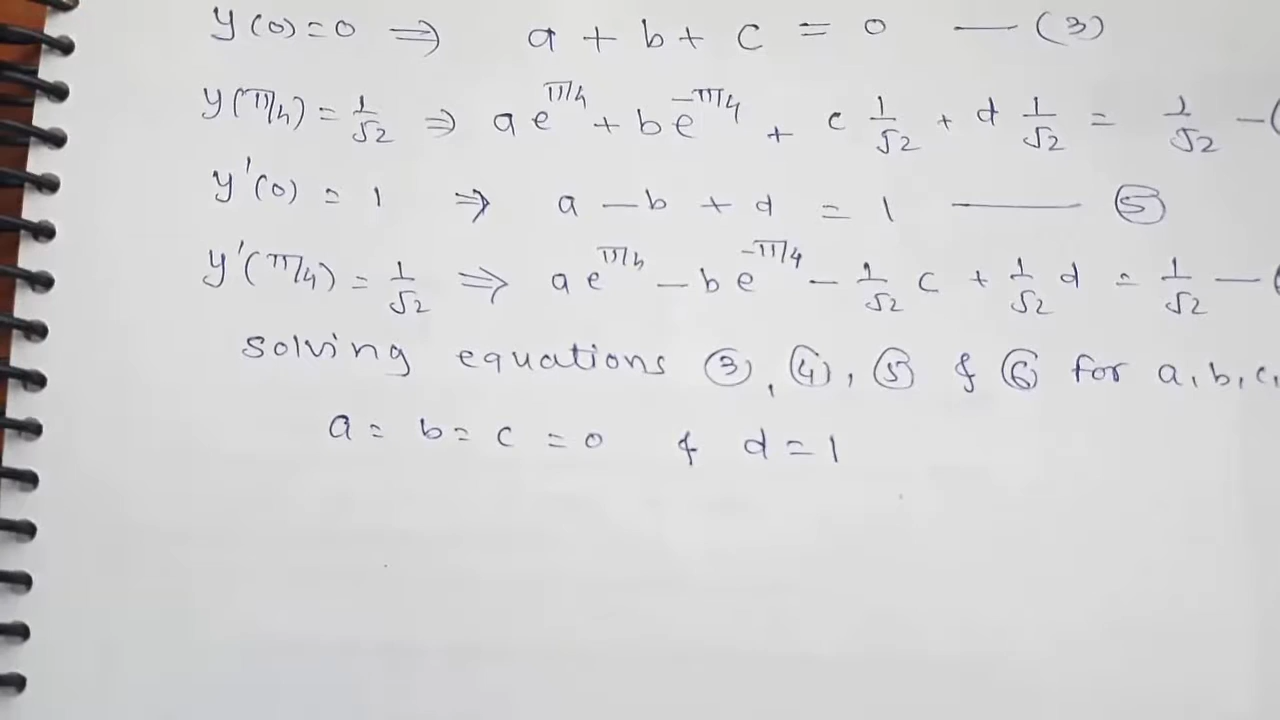 y(0)=0 ⇒ a + b + c = 0 — (3)
y(π/4) = 1/√2 ⇒ a e^{π/4} + b e^{-π/4} + c 1/√2 + d 1/√2 = 1/√2 — (
y'(0) = 1 ⇒ a — b + d = 1 — ⑤
y'(π/4) = 1/√2 ⇒ a e^{π/4} — b e^{-π/4} — 1/√2 c + 1/√2 d = 1/√2 — (
solving equations ③, ④, ⑤ & ⑥ for a, b, c,
a = b = c = 0 & d = 1